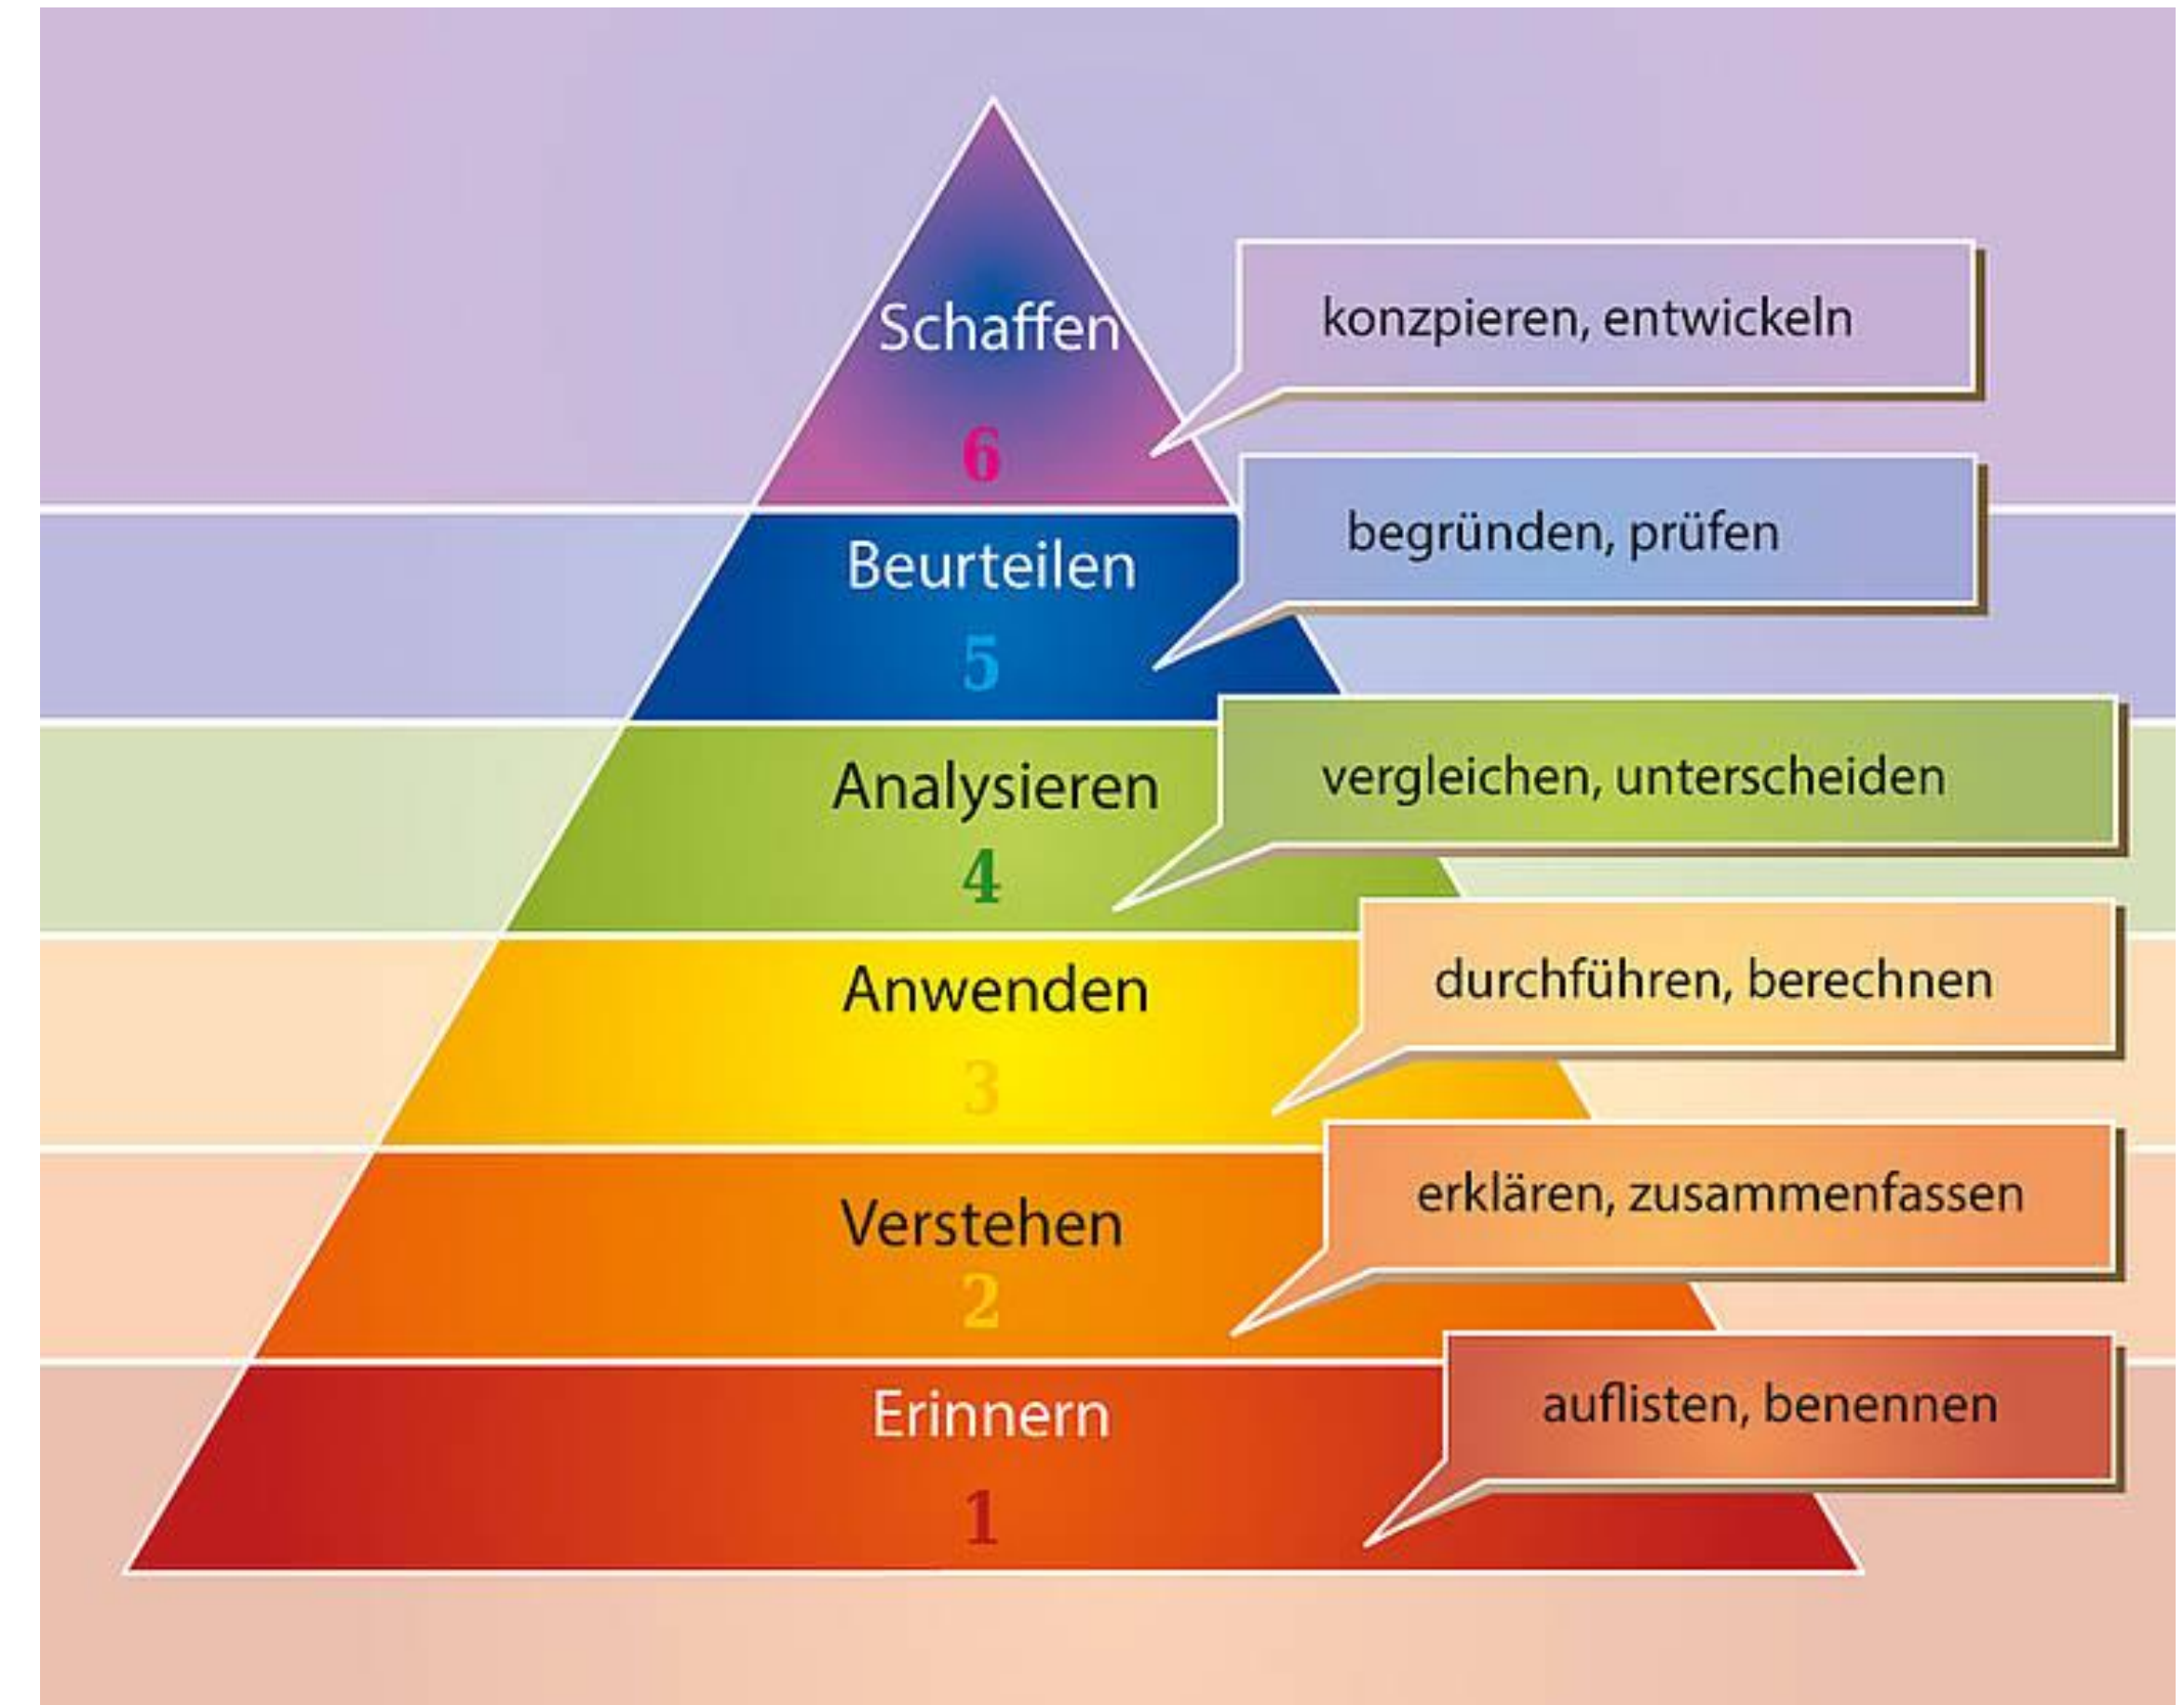 Schaffen
konzpieren, entwickeln
6
begründen, prüfen
Beurteilen
5
Analysieren
vergleichen, unterscheiden
4
Anwenden
durchführen, berechnen
3
Verstehen
erklären, zusammenfassen
2
Erinnern
auflisten, benennen
1